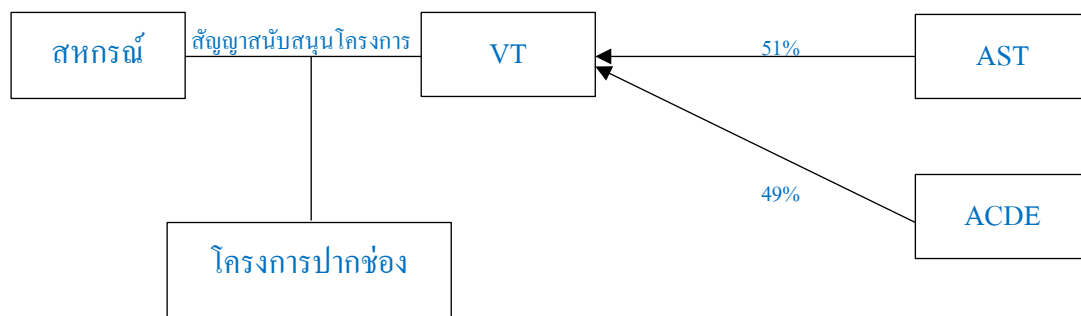 สหกรณ์
สัญญาสนับสนุนโครงการ
VT
51%
AST
49%
ACDE
โครงการปากช่อง